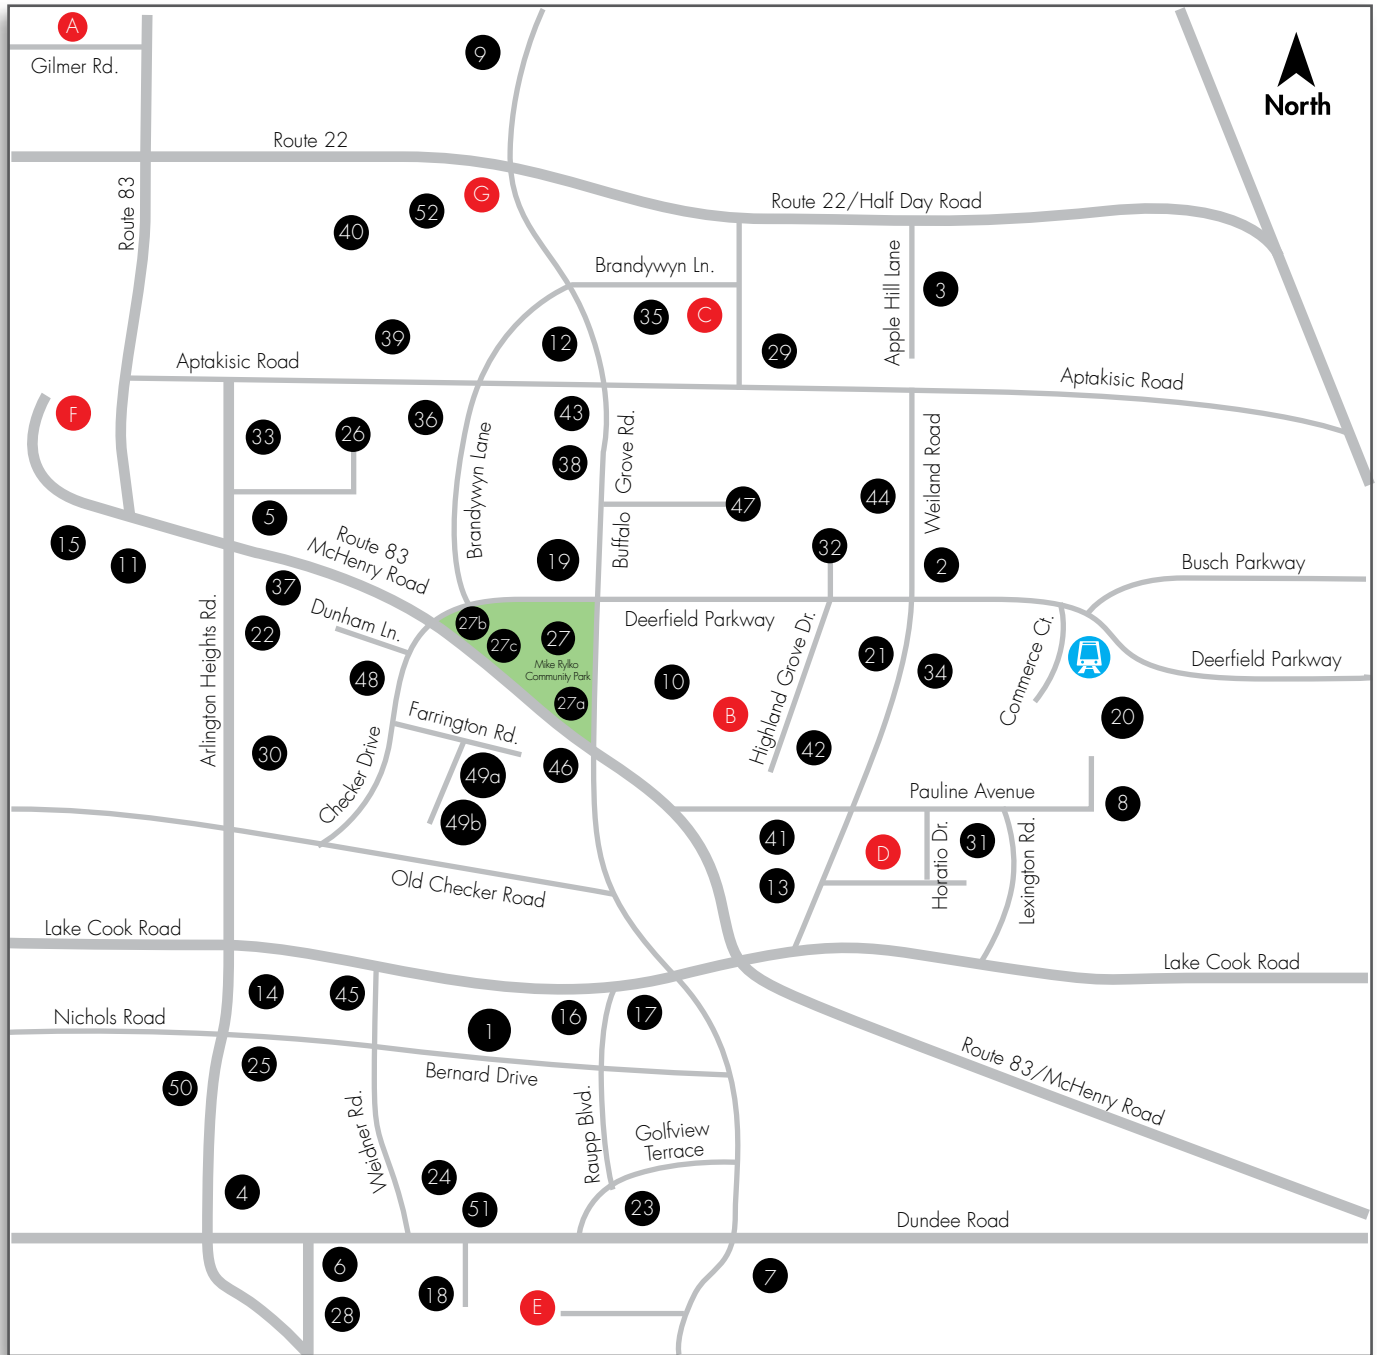 A
Gilmer Rd.
9
North
Route 22
Route 83
G
52
40
Route 22/Half Day Road
Brandywyn Ln.
Apple Hill Lane
3
35
C
39
12
29
Aptakisic Road
Aptakisic Road
F
33
26
36
43
Brandywyn Lane
Buffalo Grove Rd.
38
Weiland Road
47
44
5
15
11
Route 83
McHenry Road
19
32
2
Busch Parkway
37
Dunham Ln.
22
Arlington Heights Rd.
27b
27c
27
Mike Rylko
Community Park
27a
Deerfield Parkway
Highland Grove Dr.
21
34
Commerce Ct.
Deerfield Parkway
48
10
B
20
Farrington Rd.
30
Checker Drive
46
42
49a
49b
Pauline Avenue
8
41
D
Horatio Dr.
31
Lexington Rd.
13
Old Checker Road
Lake Cook Road
Lake Cook Road
14
45
Nichols Road
1
16
17
25
50
Bernard Drive
Route 83/McHenry Road
Weidner Rd.
Raupp Blvd.
Golfview
Terrace
4
24
51
23
Dundee Road
6
7
18
E
28